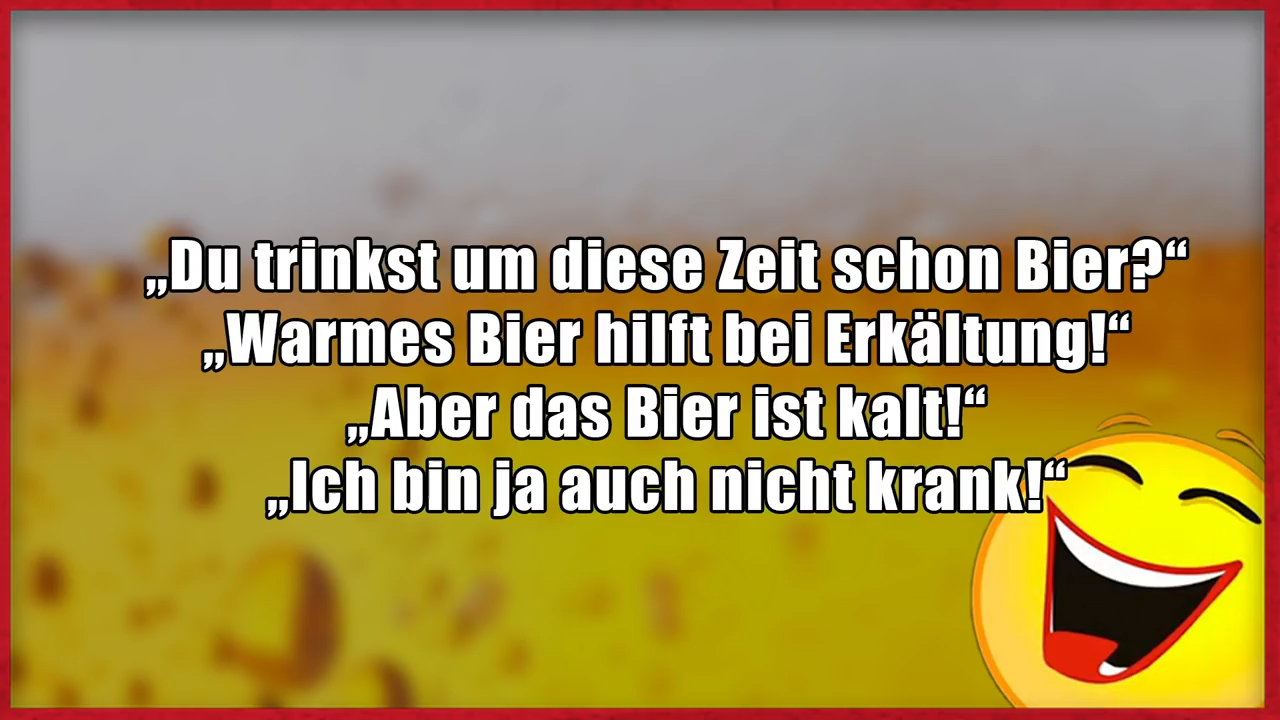 „Du trinkst um diese Zeit schon Bier?“
„Warmes Bier hilft bei Erkältung!“
„Aber das Bier ist kalt!“
„Ich bin ja auch nicht krank!“